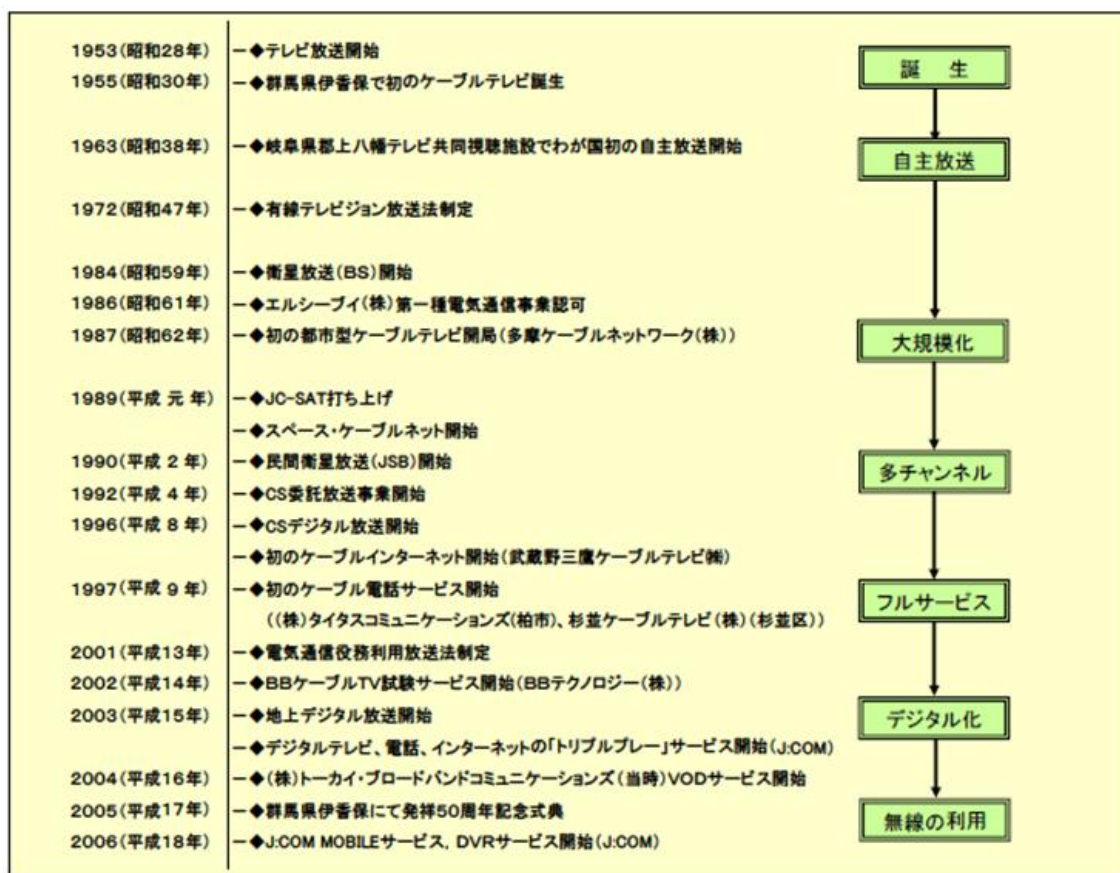 1953(昭和28年) －◆テレビ放送開始
1955(昭和30年) －◆群馬県伊香保で初のケーブルテレビ誕生
誕　生
1963(昭和38年) －◆岐阜県郡上八幡テレビ共同視聴施設でわが国初の自主放送開始
自主放送
1972(昭和47年) －◆有線テレビジョン放送法制定
1984(昭和59年) －◆衛星放送(BS)開始
1986(昭和61年) －◆エルシーブイ(株)第一種電気通信事業認可
1987(昭和62年) －◆初の都市型ケーブルテレビ開局(多摩ケーブルネットワーク(株))
大規模化
1989(平成 元 年) －◆JC-SAT打ち上げ
－◆スペース・ケーブルネット開始
1990(平成 2 年) －◆民間衛星放送(JSB)開始
多チャンネル
1992(平成 4 年) －◆CS委託放送事業開始
1996(平成 8 年) －◆CSデジタル放送開始
－◆初のケーブルインターネット開始(武蔵野三鷹ケーブルテレビ㈱)
1997(平成 9 年) －◆初のケーブル電話サービス開始
フルサービス
((株)タイタスコミュニケーションズ(柏市)、杉並ケーブルテレビ(株)(杉並区))
2001(平成13年) －◆電気通信役務利用放送法制定
2002(平成14年) －◆BBケーブルTV試験サービス開始(BBテクノロジー(株))
2003(平成15年) －◆地上デジタル放送開始
デジタル化
－◆デジタルテレビ、電話、インターネットの「トリプルプレー」サービス開始(J:COM)
2004(平成16年) －◆(株)トーカイ・ブロードバンドコミュニケーションズ(当時)VODサービス開始
2005(平成17年) －◆群馬県伊香保にて発祥50周年記念式典
無線の利用
2006(平成18年) －◆J:COM MOBILEサービス, DVRサービス開始(J:COM)